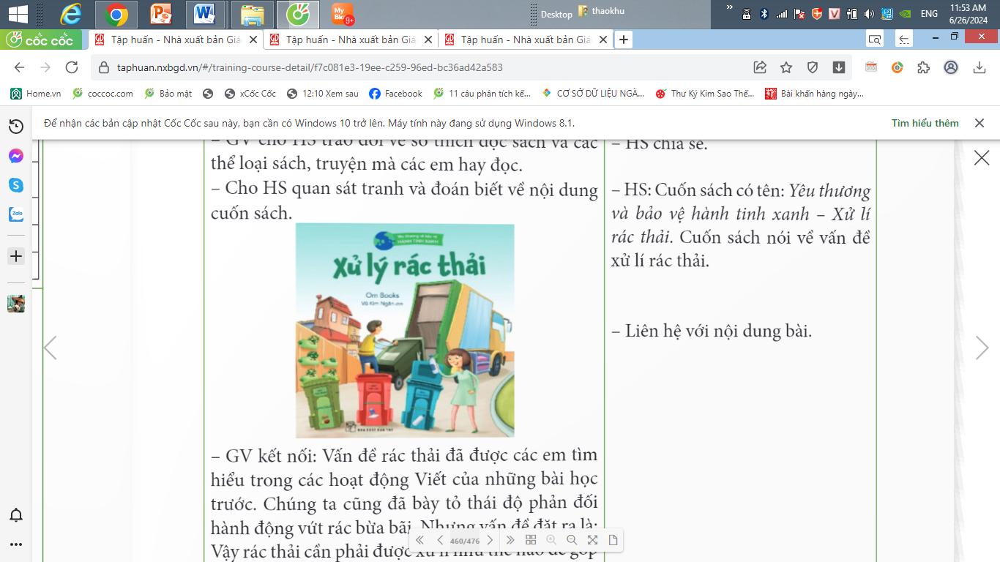 Desktop
thaokhu
ENG
11:53 AM
6/26/2024
My
Bk
9+
cốc cốc
Tập huấn - Nhà xuất bản Giá
Tập huấn - Nhà xuất bản Giá
Tập huấn - Nhà xuất bản Giá
taphuan.nxbgd.vn/#/training-course-detail/f7c081e3-19ee-c259-96ed-bc36ad42a583
Home.vn
coccoc.com
Bảo mật
xCốc Cốc
12:10 Xem sau
Facebook
11 câu phân tích kế...
CƠ SỞ DỮ LIỆU NGÀ...
Thư Ký Kim Sao Thế...
Bài khấn hàng ngày...
Để nhận các bản cập nhật Cốc Cốc sau này, bạn cần có Windows 10 trở lên. Máy tính này đang sử dụng Windows 8.1.
Tìm hiểu thêm
Zalo
– GV cho HS trao đổi về sở thích đọc sách và các
thể loại sách, truyện mà các em hay đọc.
– Cho HS quan sát tranh và đoán biết về nội dung
cuốn sách.
Yêu thương và bảo vệ
HÀNH TINH XANH
Xử lý rác thải
Om Books
Vũ Kim Ngân dịch
NHÀ XUẤT BẢN TRẺ
– GV kết nối: Vấn đề rác thải đã được các em tìm
hiểu trong các hoạt động Viết của những bài học
trước. Chúng ta cũng đã bày tỏ thái độ phản đối
hành động vứt rác bừa bãi. Nhưng vấn đề đặt ra là:
Vậy rác thải cần phải được xử lí như thế nào để góp
– HS chia sẻ.
– HS: Cuốn sách có tên: Yêu thương
và bảo vệ hành tinh xanh – Xử lí
rác thải. Cuốn sách nói về vấn đề
xử lí rác thải.
– Liên hệ với nội dung bài.
460/476